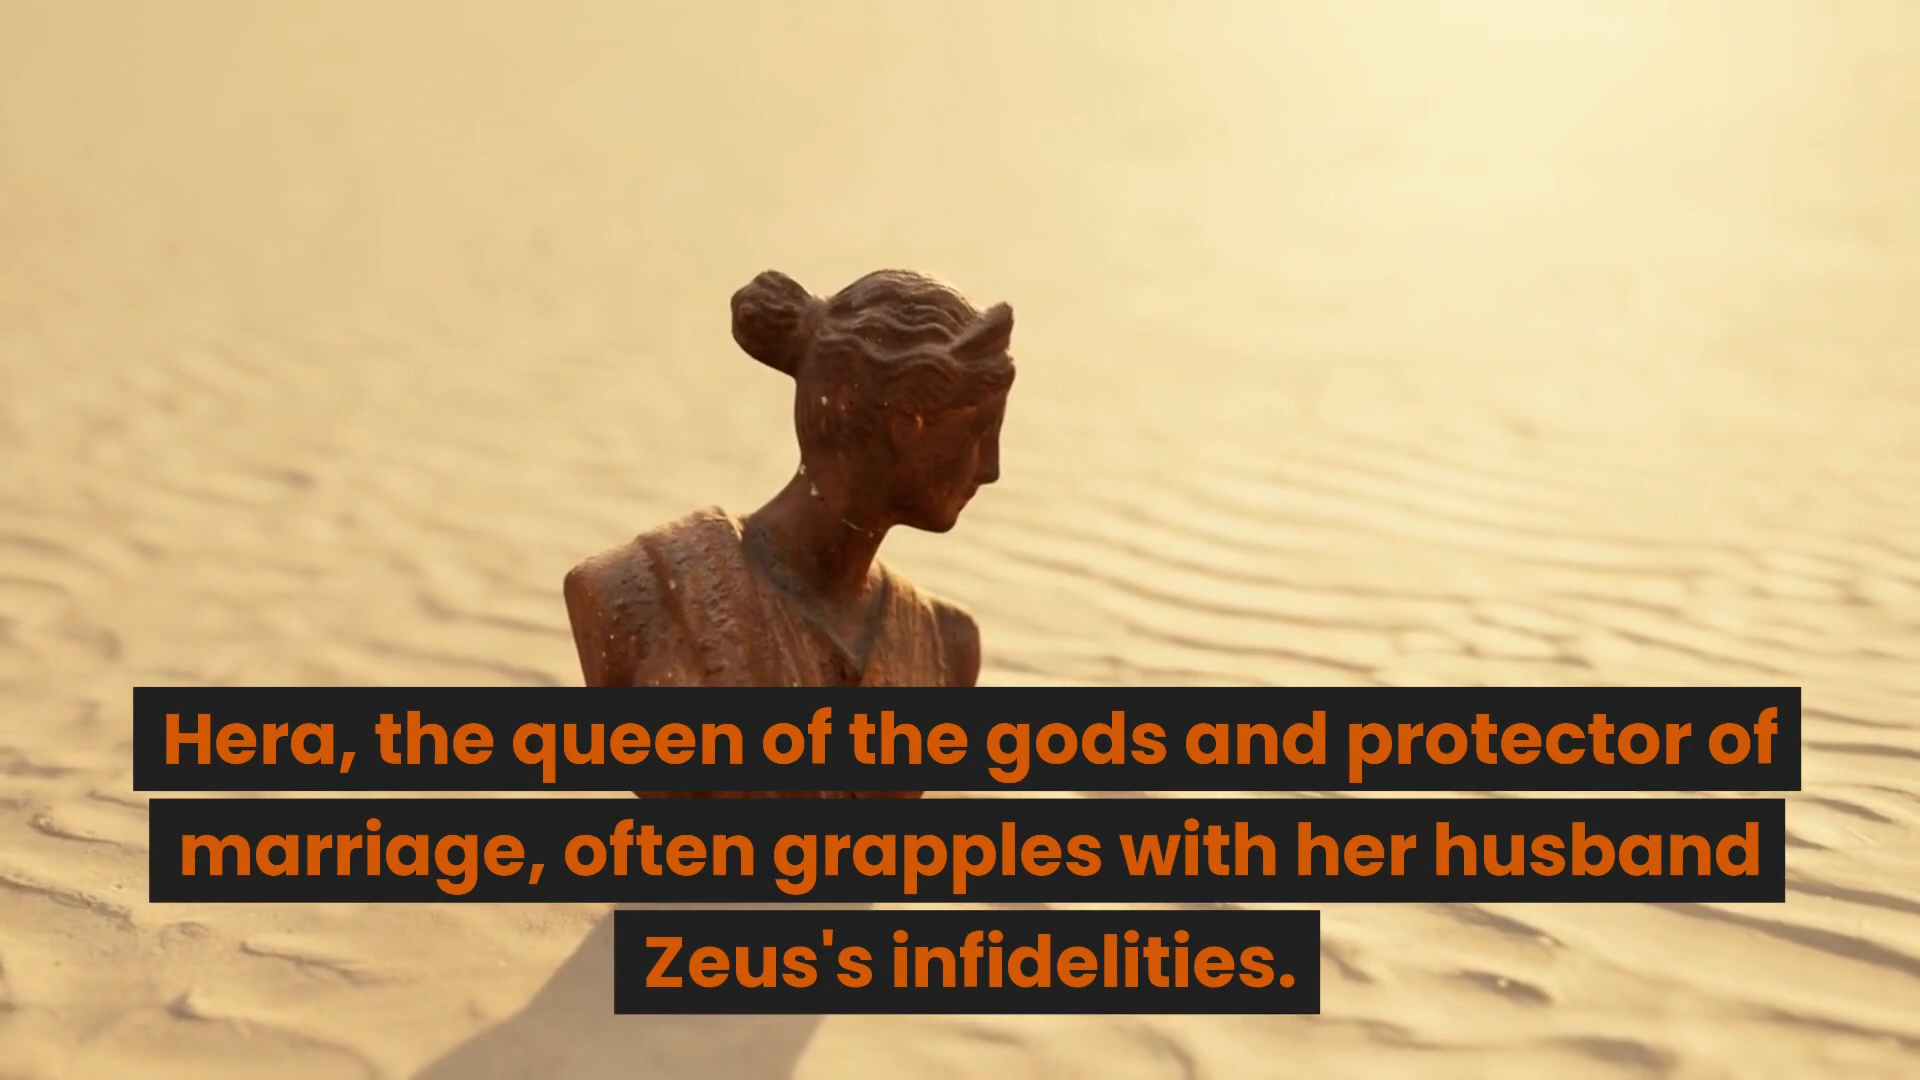 Hera, the queen of the gods and protector of
marriage, often grapples with her husband
Zeus's infidelities.